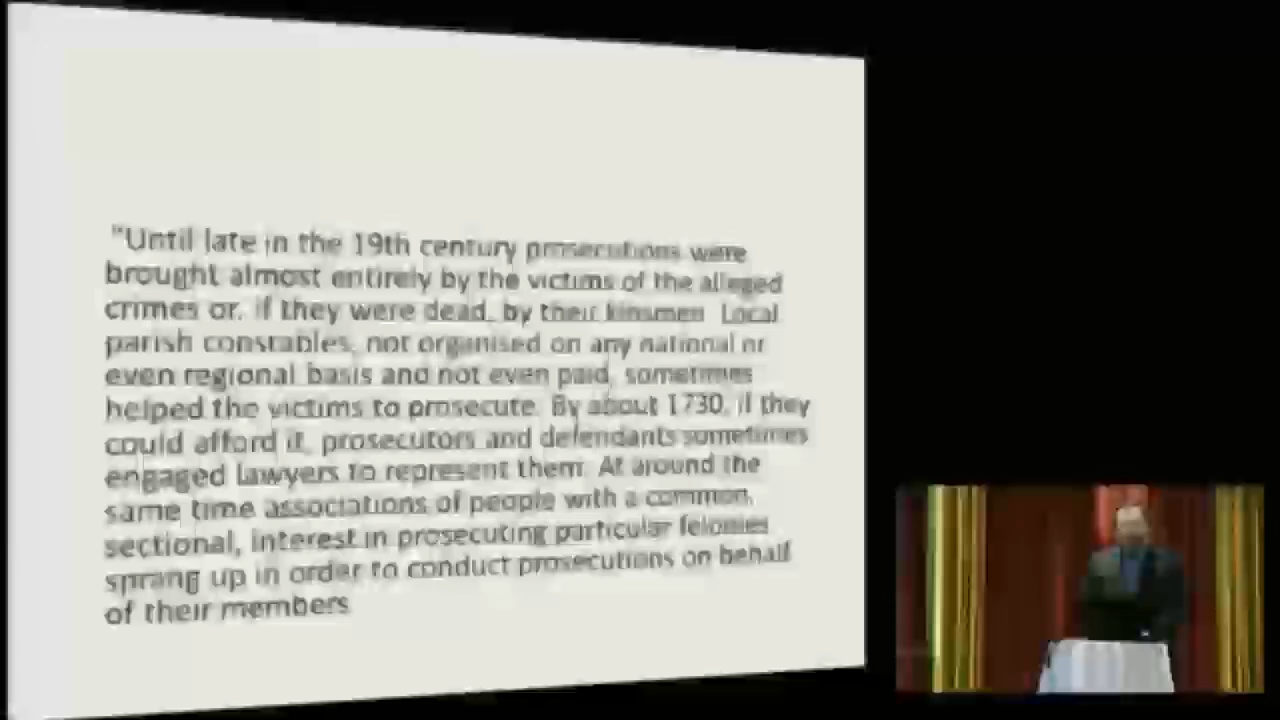 "Until late in the 19th century prosecutions were
brought almost entirely by the victims of the alleged
crimes or, if they were dead, by their kinsmen. Local
parish constables, not organised on any national or
even regional basis and not even paid, sometimes
helped the victims to prosecute. By about 1730, if they
could afford it, prosecutors and defendants sometimes
engaged lawyers to represent them. At around the
same time associations of people with a common,
sectional, interest in prosecuting particular felonies
sprang up in order to conduct prosecutions on behalf
of their members